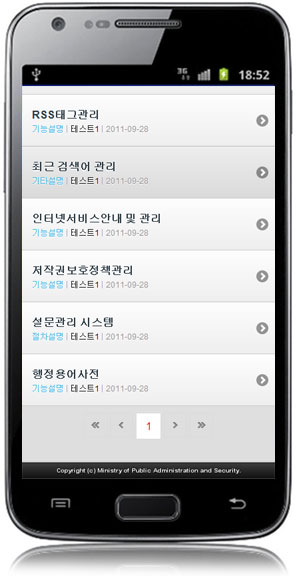 3G 18:52
RSS태그관리
기능설명 | 테스트1 | 2011-09-28
최근 검색어 관리
기타설명 | 테스트1 | 2011-09-28
인터넷서비스안내 및 관리
기능설명 | 테스트1 | 2011-09-28
저작권보호정책관리
기능설명 | 테스트1 | 2011-09-28
설문관리 시스템
절차설명 | 테스트1 | 2011-09-28
행정용어사전
기능설명 | 테스트1 | 2011-09-28
« ‹ 1 › »
Copyright (c) Ministry of Public Administration and Security.